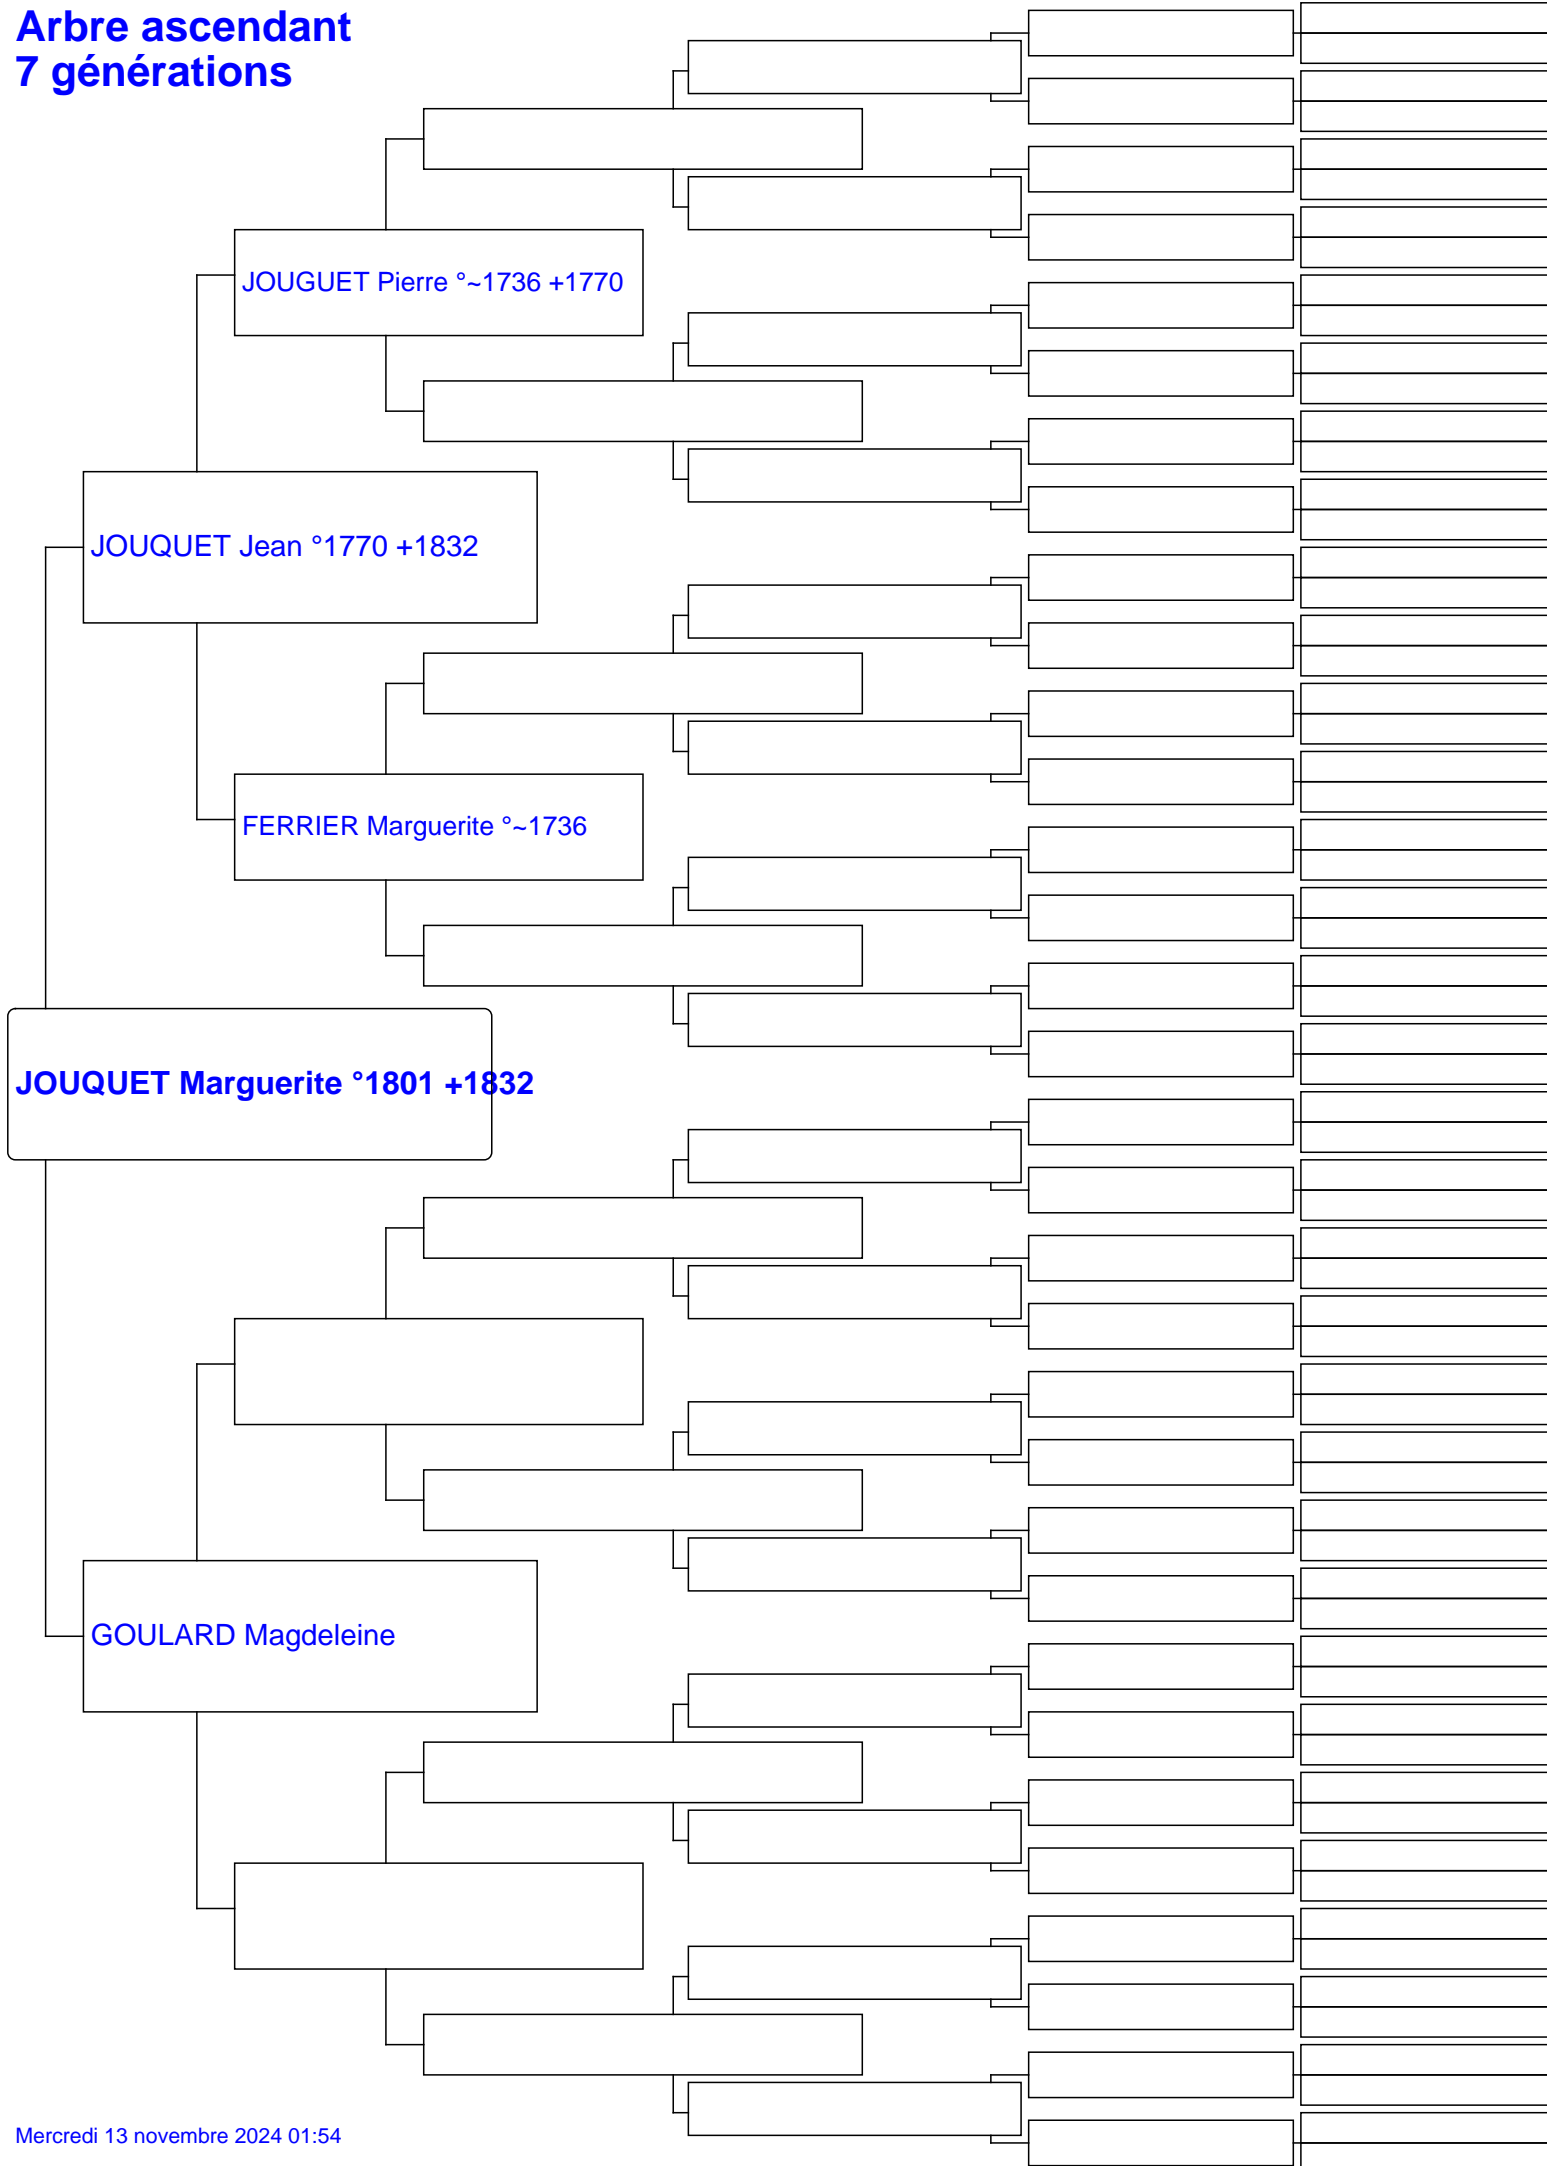 Arbre ascendant
7 générations
JOUGUET Pierre °~1736 +1770
JOUQUET Jean °1770 +1832
FERRIER Marguerite °~1736
JOUQUET Marguerite °1801 +1832
GOULARD Magdeleine
Mercredi 13 novembre 2024 01:54